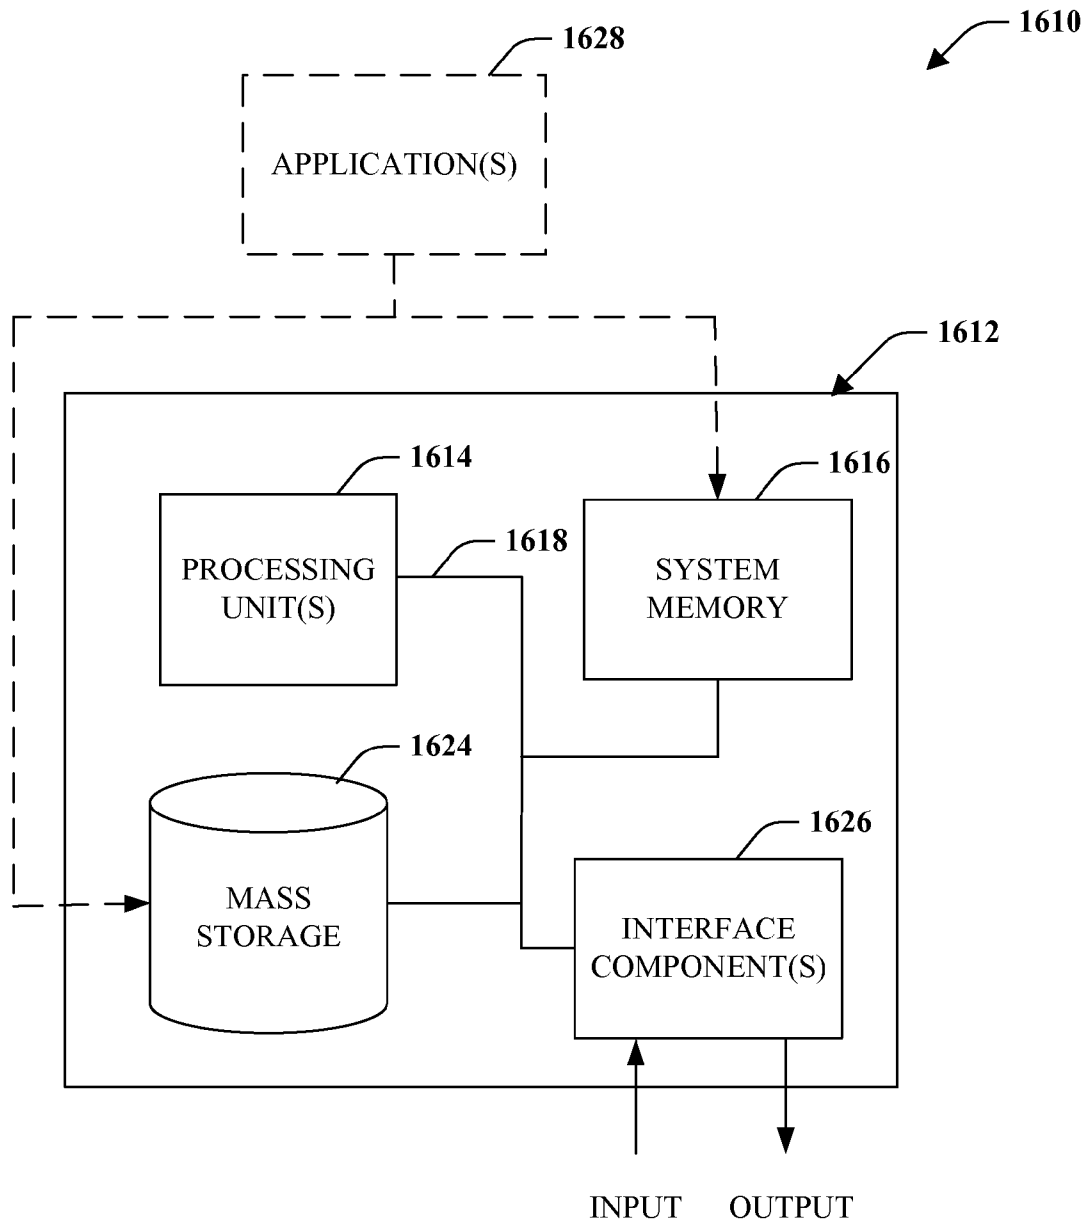 1610
1628
APPLICATION(S)
1612
1614
1616
1618
PROCESSING
UNIT(S)
SYSTEM
MEMORY
1624
1626
MASS
STORAGE
INTERFACE
COMPONENT(S)
INPUT
OUTPUT